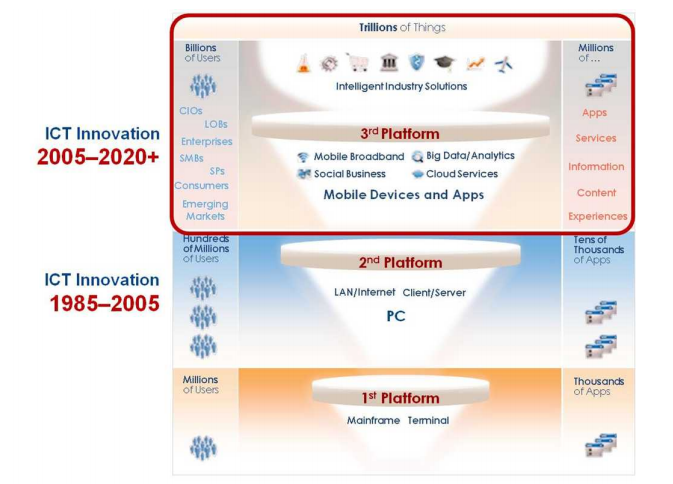 Trillions of Things
Billions
of Users
Millions
of ...
Intelligent Industry Solutions
CIOs
LOBs
Enterprises
SMBs
SPs
Consumers
Emerging
Markets
ICT Innovation
2005–2020+
3rd Platform
Mobile Broadband
Big Data/Analytics
Social Business
Cloud Services
Mobile Devices and Apps
Apps
Services
Information
Content
Experiences
Hundreds
of Millions
of Users
Tens of
Thousands
of Apps
ICT Innovation
1985–2005
2nd Platform
LAN/Internet Client/Server
PC
Millions
of Users
Thousands
of Apps
1st Platform
Mainframe Terminal